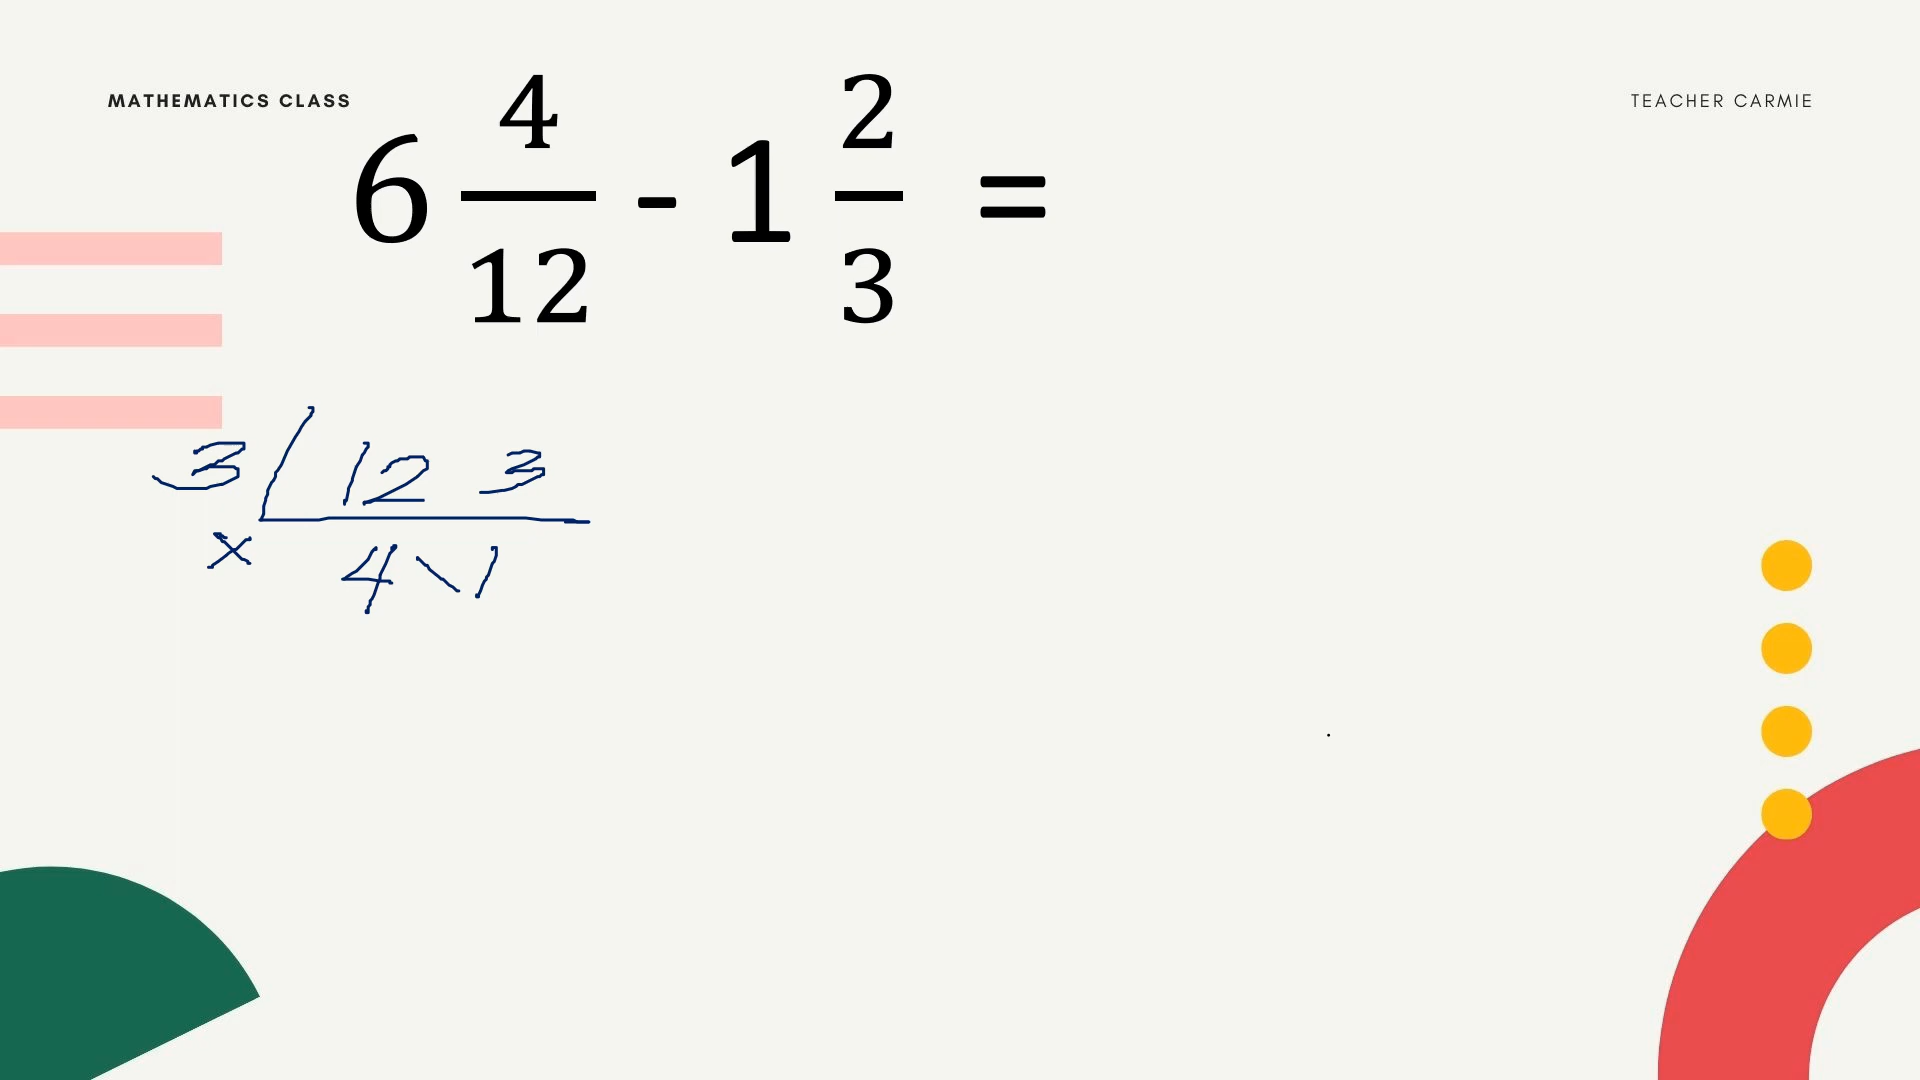 MATHEMATICS CLASS
TEACHER CARMIE
6 4/12 - 1 2/3 =
3 / 12 3
x 4 \ 1